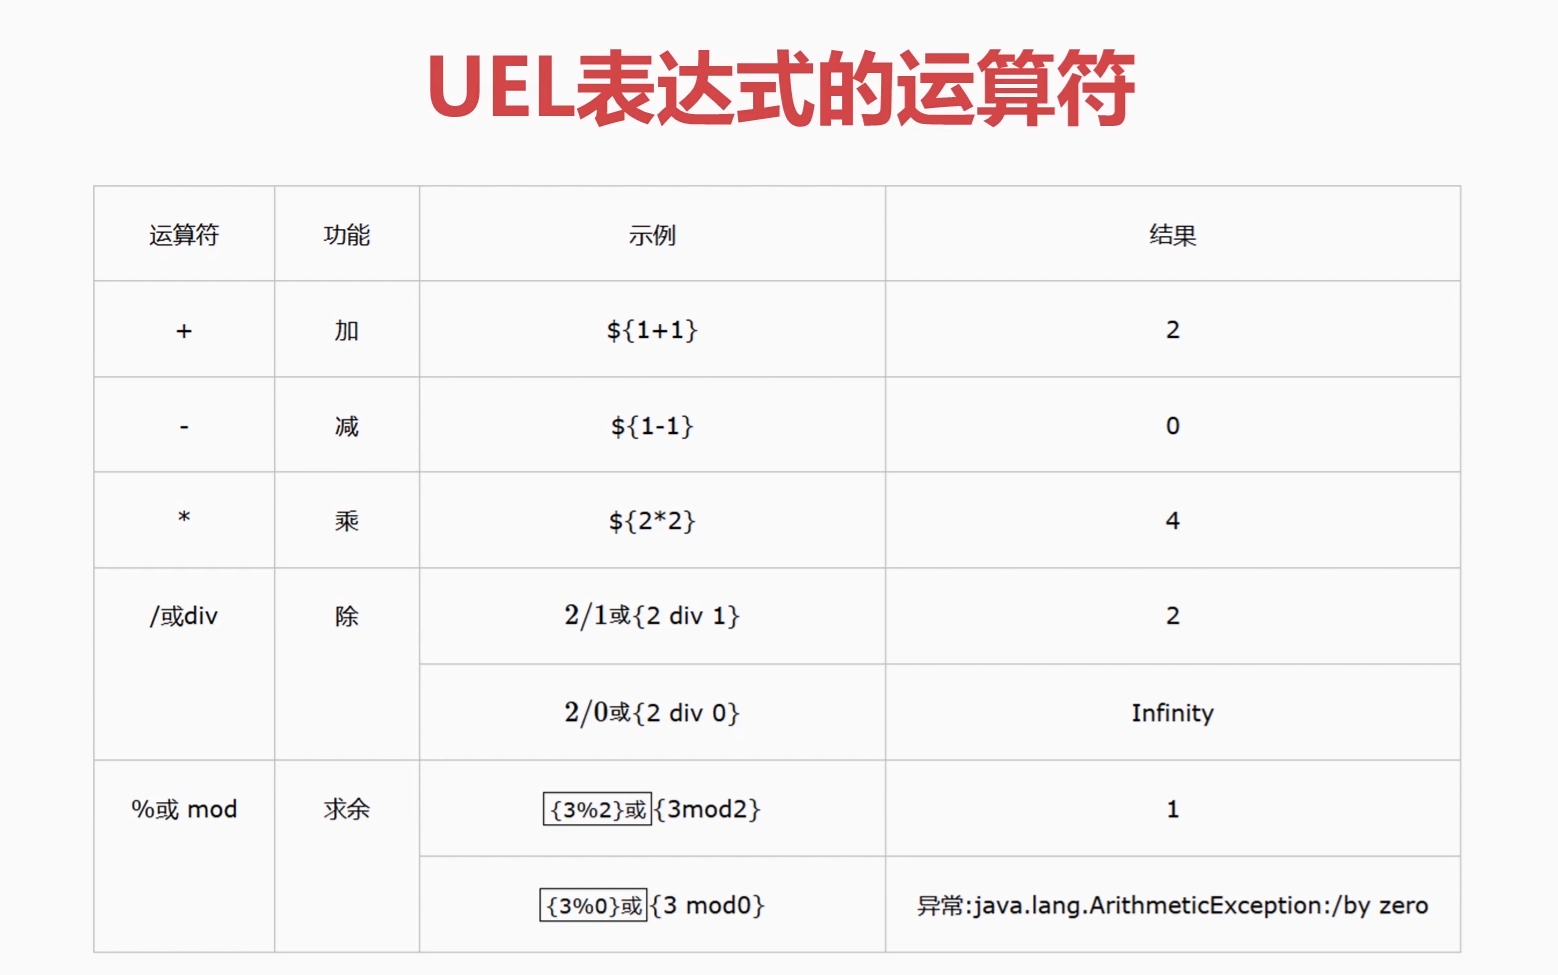 UEL表达式的运算符
运算符 功能 示例 结果
+ 加 ${1+1} 2
- 减 ${1-1} 0
* 乘 ${2*2} 4
/或div 除 2/1或{2 div 1} 2
2/0或{2 div 0} Infinity
%或 mod 求余 {3%2}或{3mod2} 1
{3%0}或{3 mod0} 异常:java.lang.ArithmeticException:/by zero